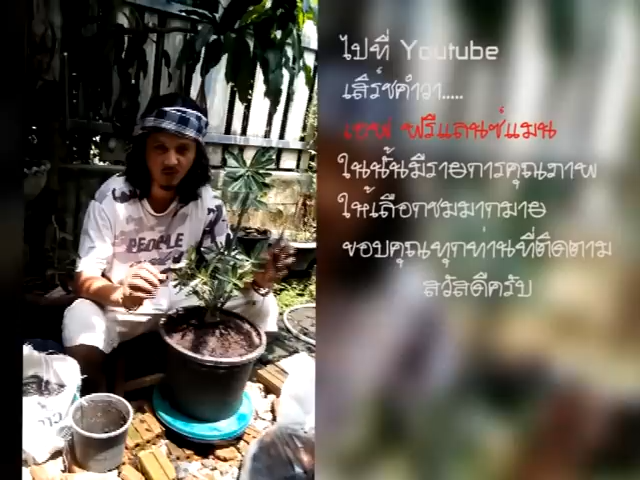 ไปที่ Youtube
เสิร์ชคำว่า.....
เอพ ฟรีแลนซ์แมน
ในนั้นมีรายการคุณภาพ
ให้เลือกชมมากมาย
ขอบคุณทุกท่านที่ติดตาม
สวัสดีครับ
PEOPLE